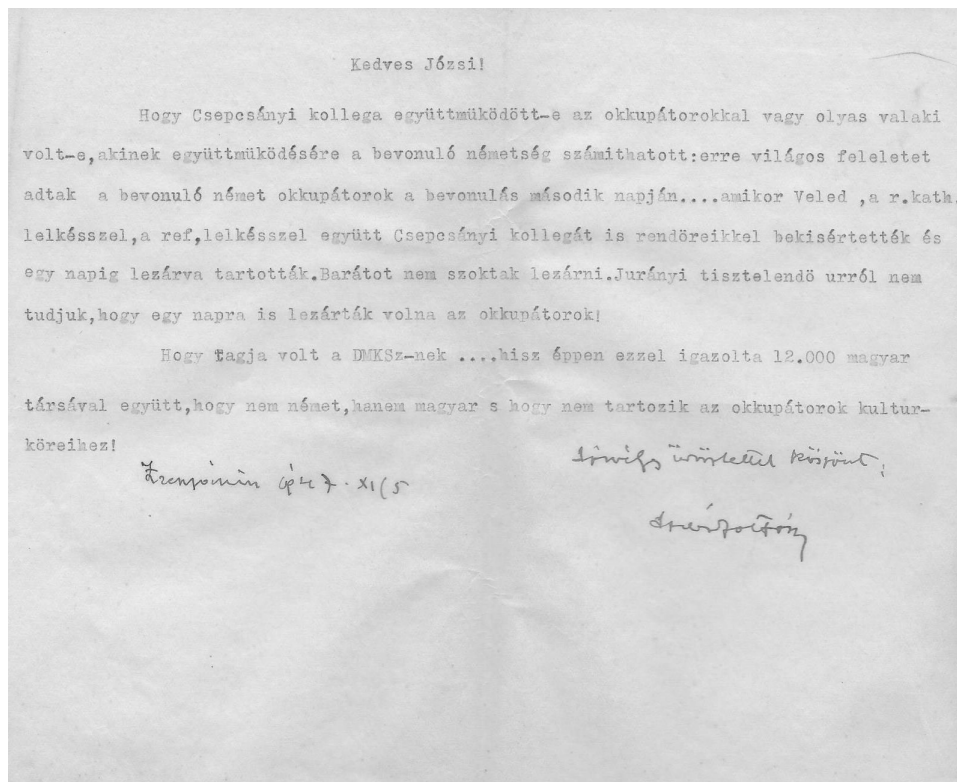 Kedves Józsi!
Hogy Csepcsányi kollega együttmüködött-e az okkupátorokkal vagy olyas valaki
volt-e,akinek együttmüködésére a bevonuló németség számithatott:erre világos feleletet
adtak a bevonuló német okkupátorok a bevonulás második napján....amikor Veled ,a r.kath.
lelkésszel,a ref,lelkésszel együtt Csepcsányi kollegát is rendöreikkel bekisértették és
egy napig lezárva tartották.Barátot nem szoktak lezárni.Jurányi tisztelendö urról nem
tudjuk,hogy egy napra is lezárták volna az okkupátorok!
Hogy tagja volt a DMKSz-nek ....hisz éppen ezzel igazolta 12.000 magyar
társával együtt,hogy nem német,hanem magyar s hogy nem tartozik az okkupátorok kultur-
köreihez!
szeretettel köszönt,
XI/5